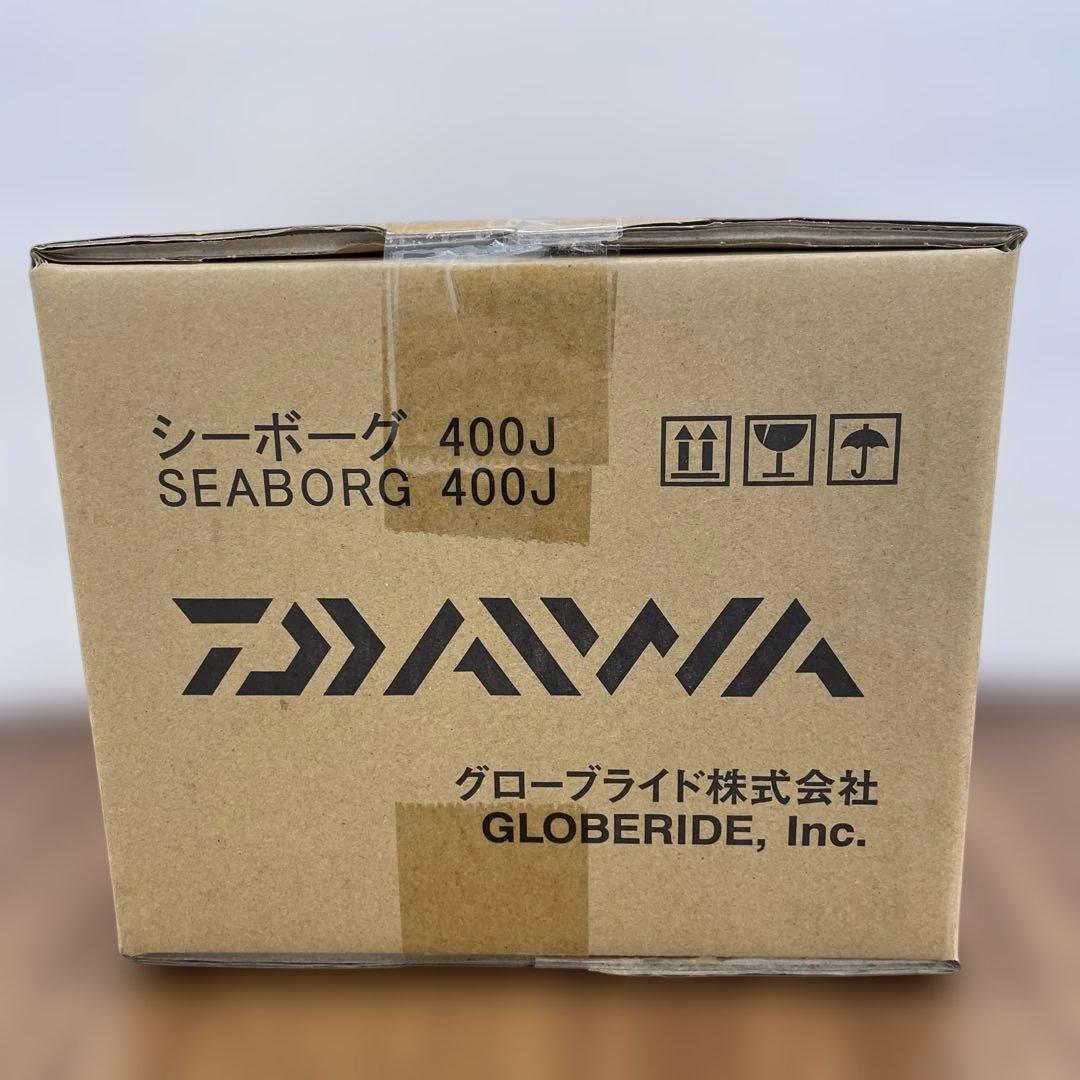 シーボーグ 400J
SEABORG 400J
DAIWA
グローブライド株式会社
GLOBERIDE, Inc.